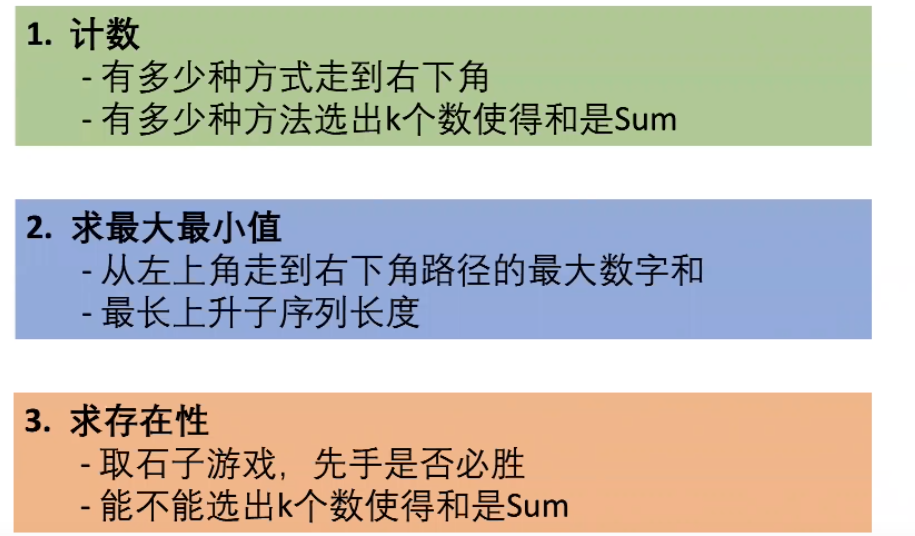 1. 计数
- 有多少种方式走到右下角
- 有多少种方法选出k个数使得和是Sum
2. 求最大最小值
- 从左上角走到右下角路径的最大数字和
- 最长上升子序列长度
3. 求存在性
- 取石子游戏，先手是否必胜
- 能不能选出k个数使得和是Sum